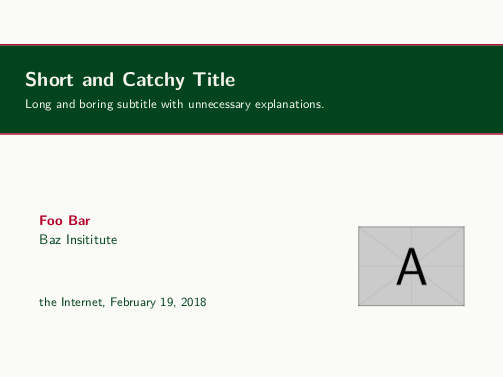 Short and Catchy Title
Long and boring subtitle with unnecessary explanations.
Foo Bar
Baz Insititute
the Internet, February 19, 2018
A